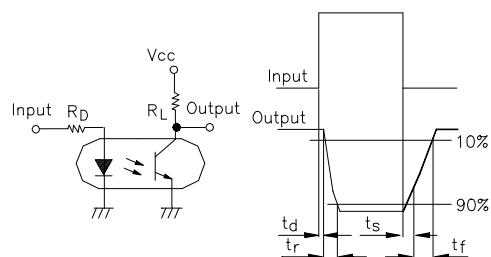 Vcc
Input
RD
RL
Output
Input
Output
10%
90%
td
ts
tr
tf